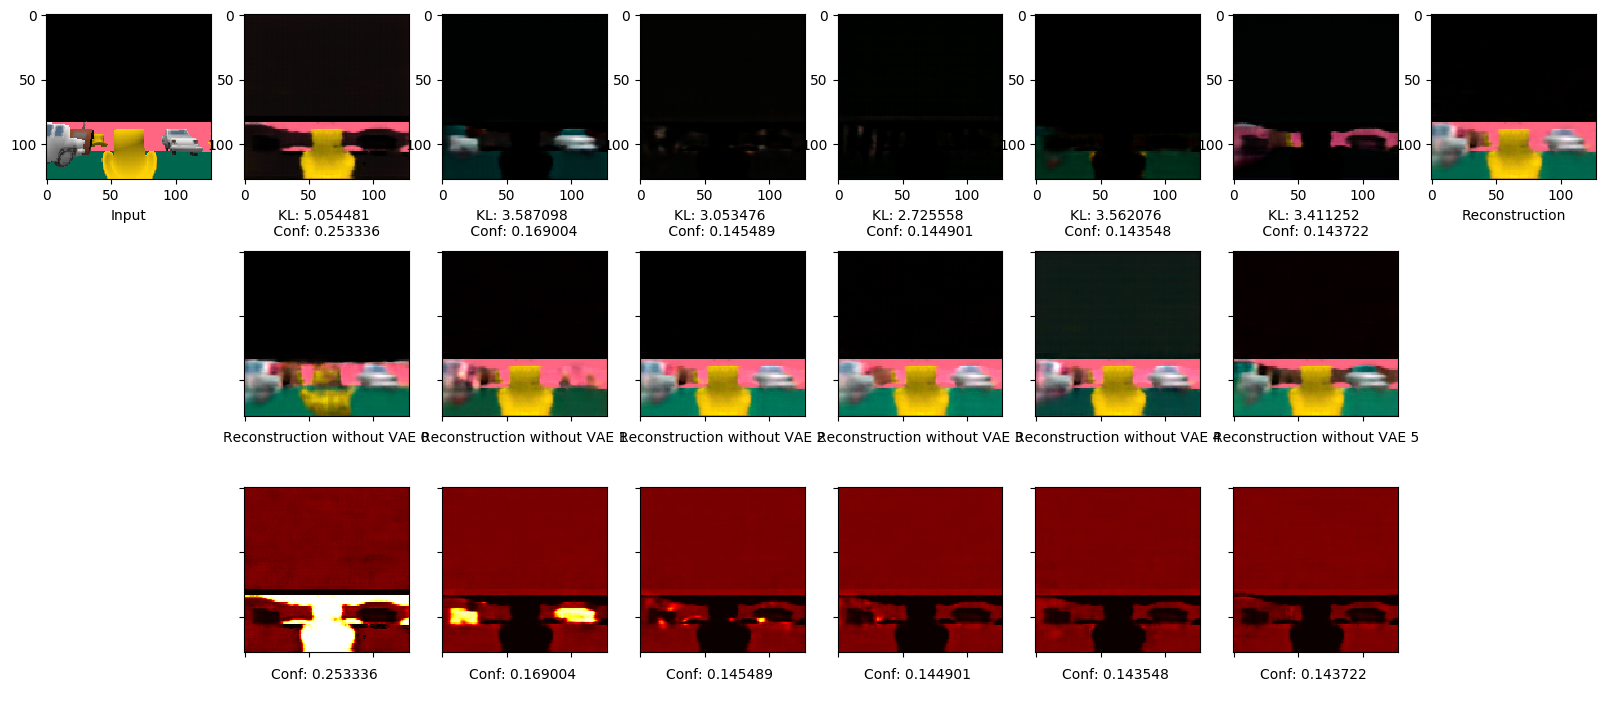 0 0 0 0 0 0 0 0
50 50 50 50 50 50 50 50
100 100 100 100 100 100 100 100
0 50 100 0 50 100 0 50 100 0 50 100 0 50 100 0 50 100 0 50 100 0 50 100
Input KL: 5.054481 KL: 3.587098 KL: 3.053476 KL: 2.725558 KL: 3.562076 KL: 3.411252 Reconstruction
Conf: 0.253336 Conf: 0.169004 Conf: 0.145489 Conf: 0.144901 Conf: 0.143548 Conf: 0.143722
Reconstruction without VAE 0 Reconstruction without VAE 1 Reconstruction without VAE 2 Reconstruction without VAE 3 Reconstruction without VAE 4 Reconstruction without VAE 5
Conf: 0.253336 Conf: 0.169004 Conf: 0.145489 Conf: 0.144901 Conf: 0.143548 Conf: 0.143722